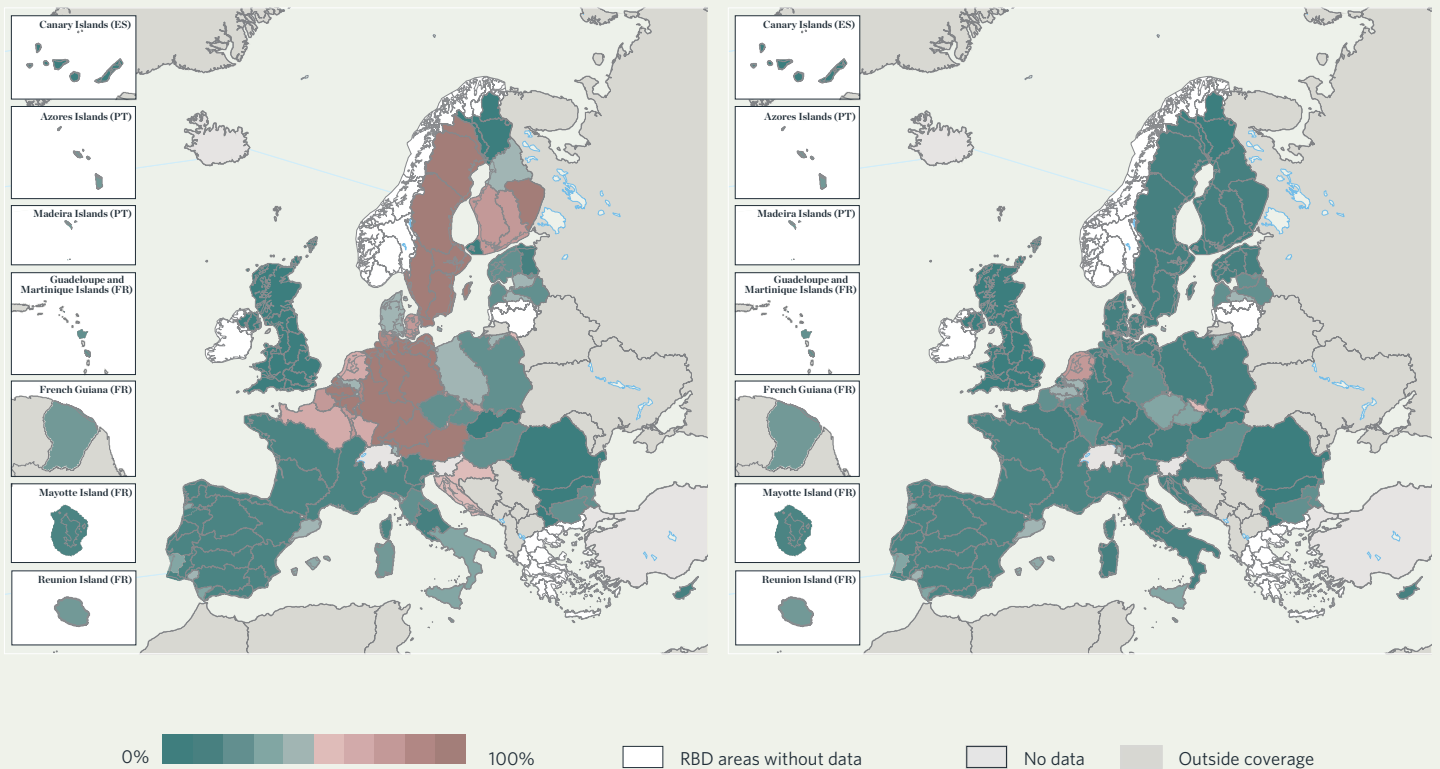 Canary Islands (ES)
Azores Islands (PT)
Madeira Islands (PT)
Guadeloupe and
Martinique Islands (FR)
French Guiana (FR)
Mayotte Island (FR)
Reunion Island (FR)
Canary Islands (ES)
Azores Islands (PT)
Madeira Islands (PT)
Guadeloupe and
Martinique Islands (FR)
French Guiana (FR)
Mayotte Island (FR)
Reunion Island (FR)
0% 100% RBD areas without data No data Outside coverage